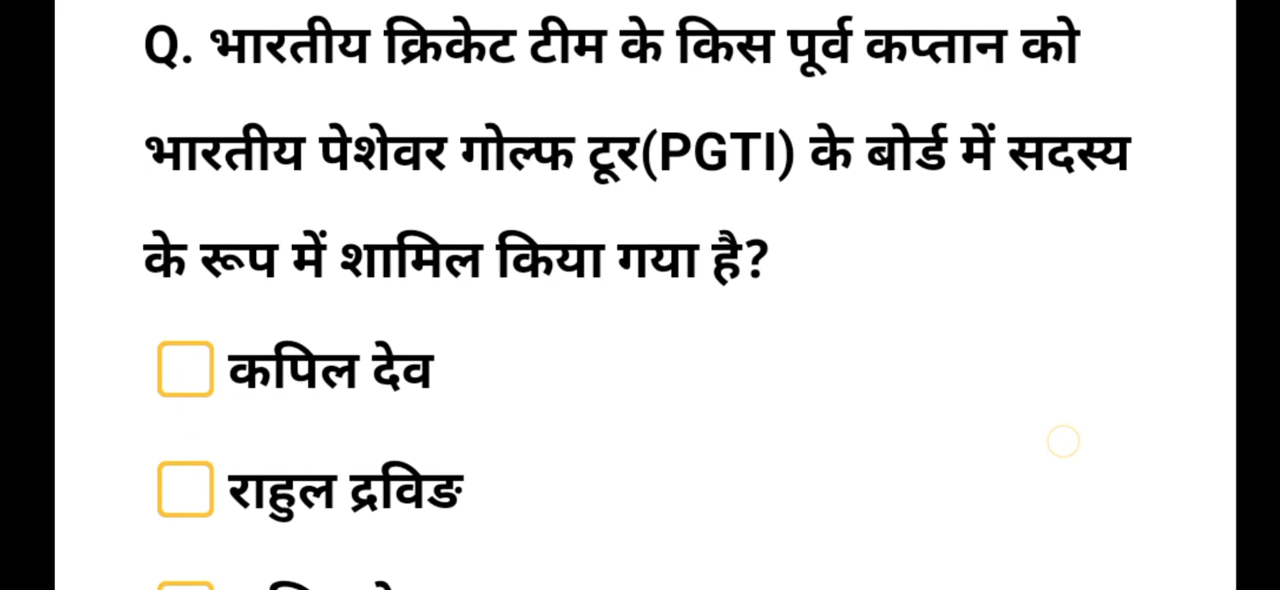 Q. भारतीय क्रिकेट टीम के किस पूर्व कप्तान को
भारतीय पेशेवर गोल्फ टूर(PGTI) के बोर्ड में सदस्य
के रूप में शामिल किया गया है?
कपिल देव
राहुल द्रविङ